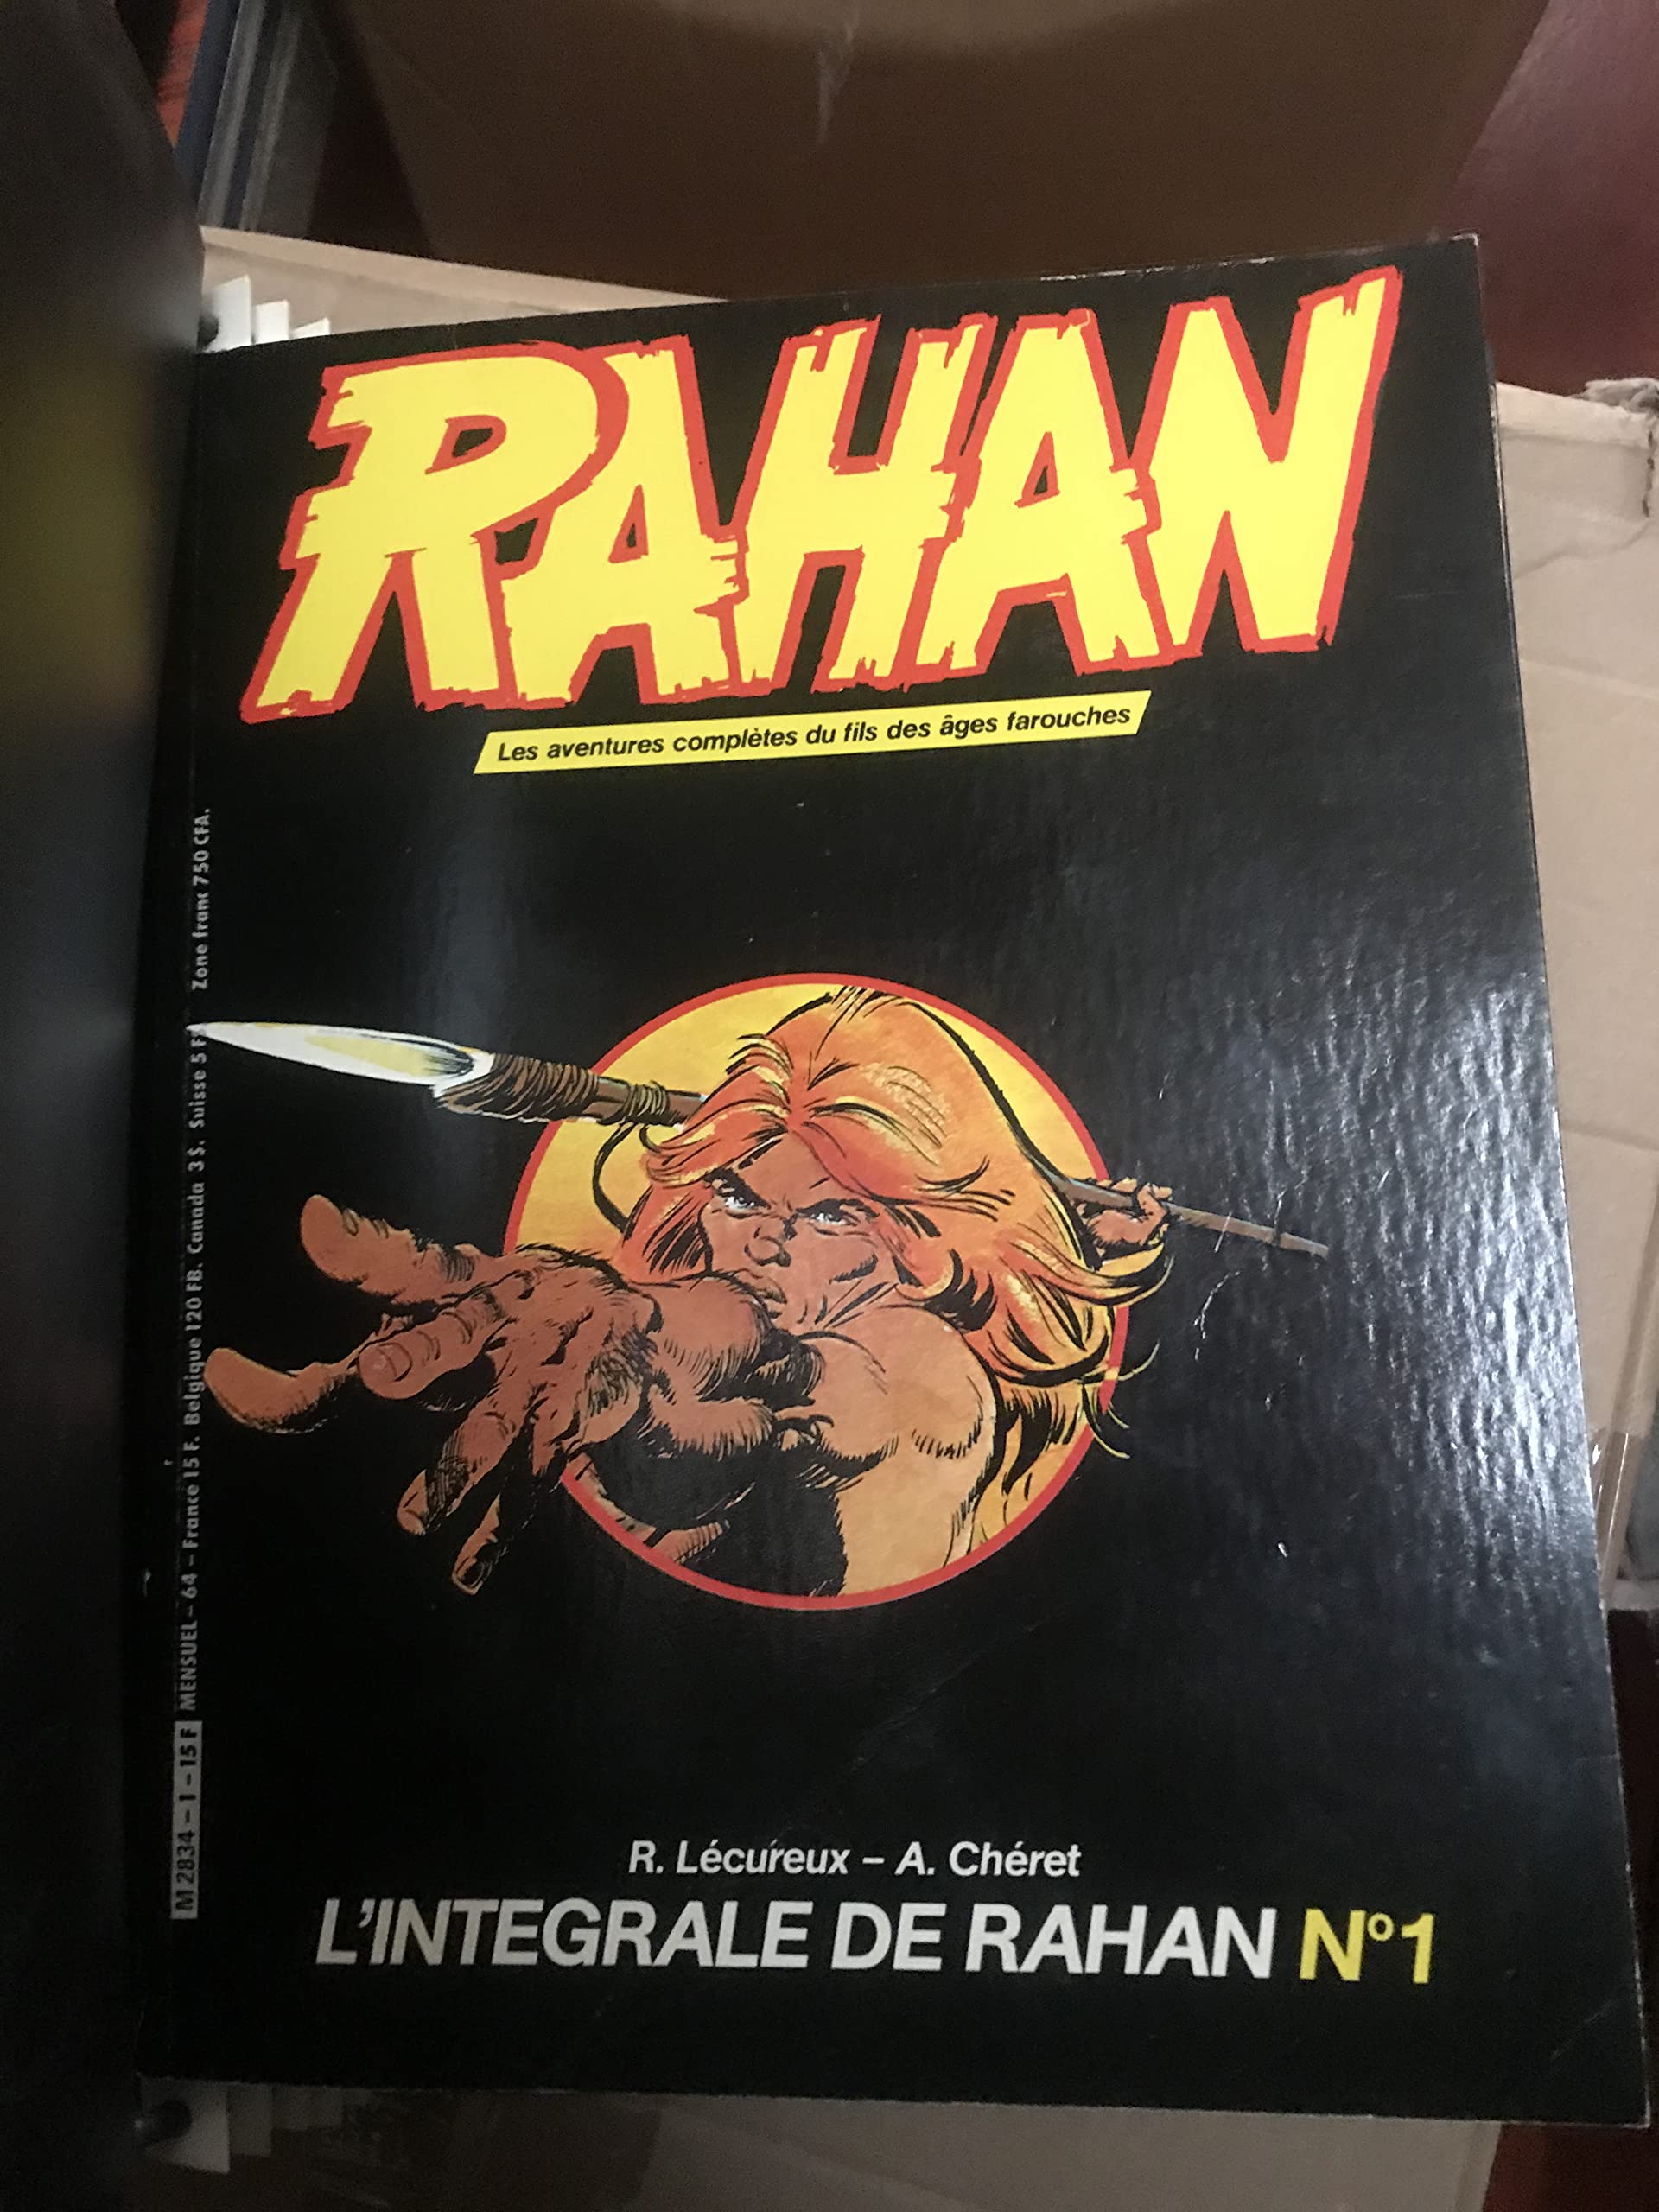 RAHAN
Les aventures complètes du fils des âges farouches
M 2834 – 1 – 15 F MENSUEL – 64 – France 15 F. Belgique 120 FB. Canada 3 $. Suisse 5 F Zone franc 750 CFA.
R. Lécureux – A. Chéret
L'INTEGRALE DE RAHAN N°1